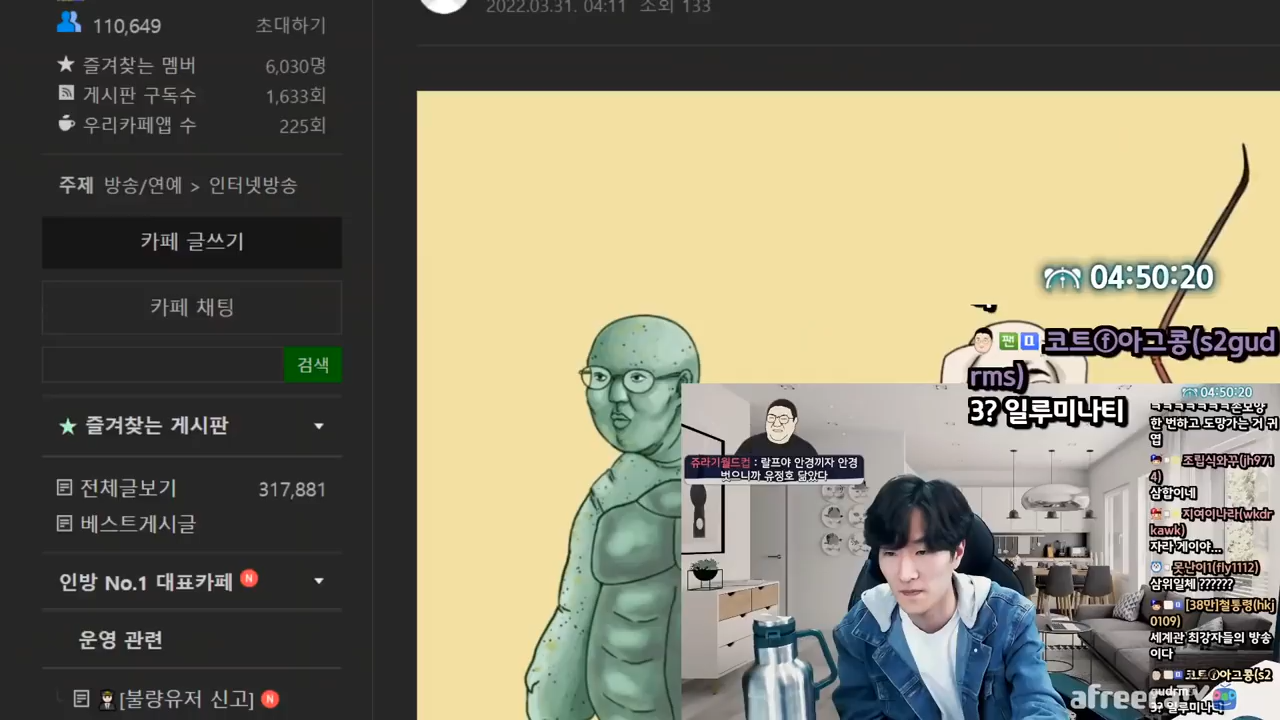 110,649 초대하기
2022.03.31. 04:11 조회 133
즐겨찾는 멤버 6,030명
게시판 구독수 1,633회
우리카페앱 수 225회
주제 방송/연예 > 인터넷방송
카페 글쓰기
카페 채팅
검색
★ 즐겨찾는 게시판
전체글보기 317,881
베스트게시글
인방 No.1 대표카페 N
운영 관련
[불량유저 신고] N
04:50:20
코트ⓕ아그콩(s2gud
rms)
3? 일루미나티
쥬라기월드컵 : 랄프야 안경끼자 안경
벗으니까 유정호 닮았다
04:50:20
한 번하고 도망가는 거 귀
엽
조립식와꾸(jh971
4)
삼합이네
지여이나라(wkdr
kawk)
자라 게이야...
못난이1(fly1112)
삼위일체 ??????
[38만]철통령(hkj
0109)
세계관 최강자들의 방송
이다
코트ⓕ아그콩(s2
gudrm
3? 일루미나티
afreecaTV